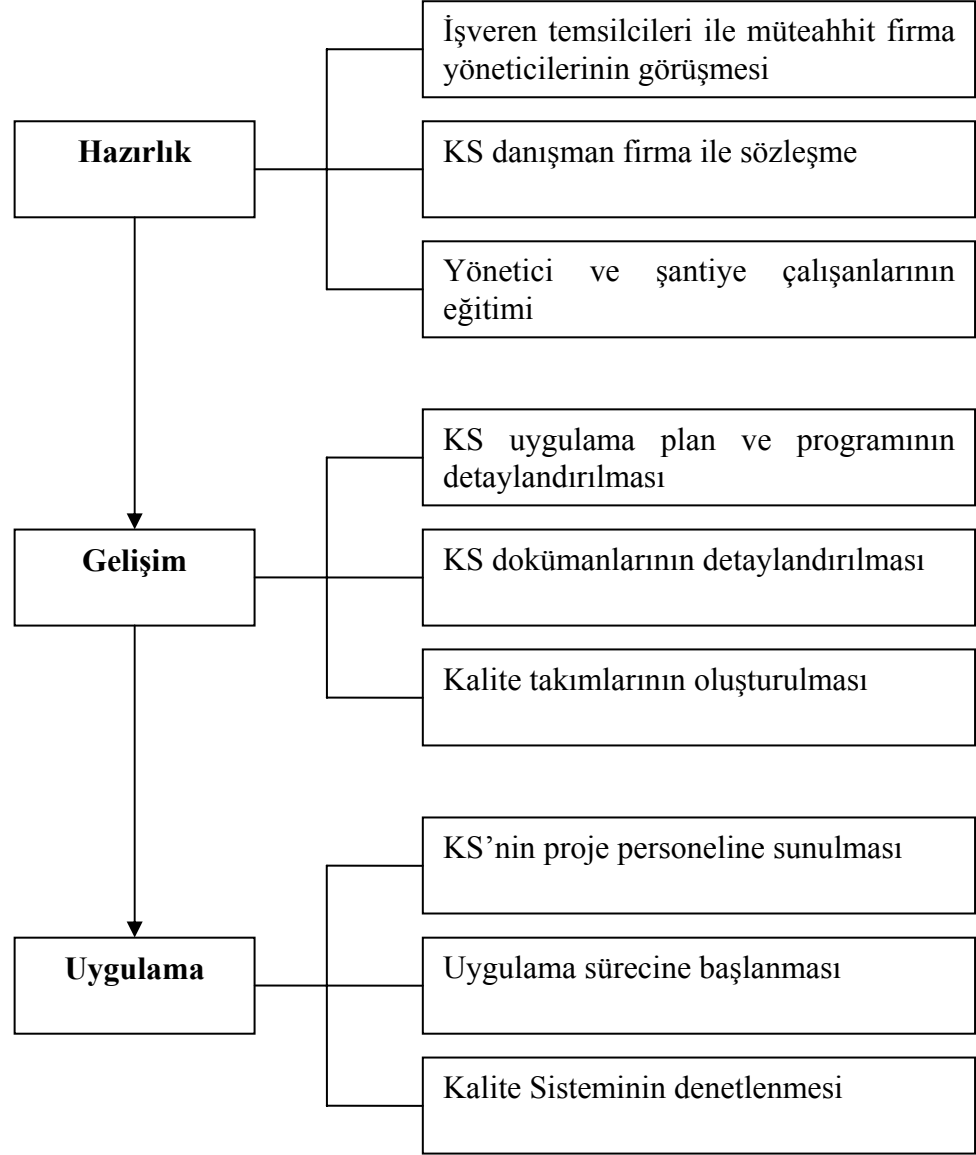 İşveren temsilcileri ile müteahhit firma
yöneticilerinin görüşmesi
Hazırlık
KS danışman firma ile sözleşme
Yönetici ve şantiye çalışanlarının
eğitimi
KS uygulama plan ve programının
detaylandırılması
Gelişim
KS dokümanlarının detaylandırılması
Kalite takımlarının oluşturulması
KS’nin proje personeline sunulması
Uygulama
Uygulama sürecine başlanması
Kalite Sisteminin denetlenmesi